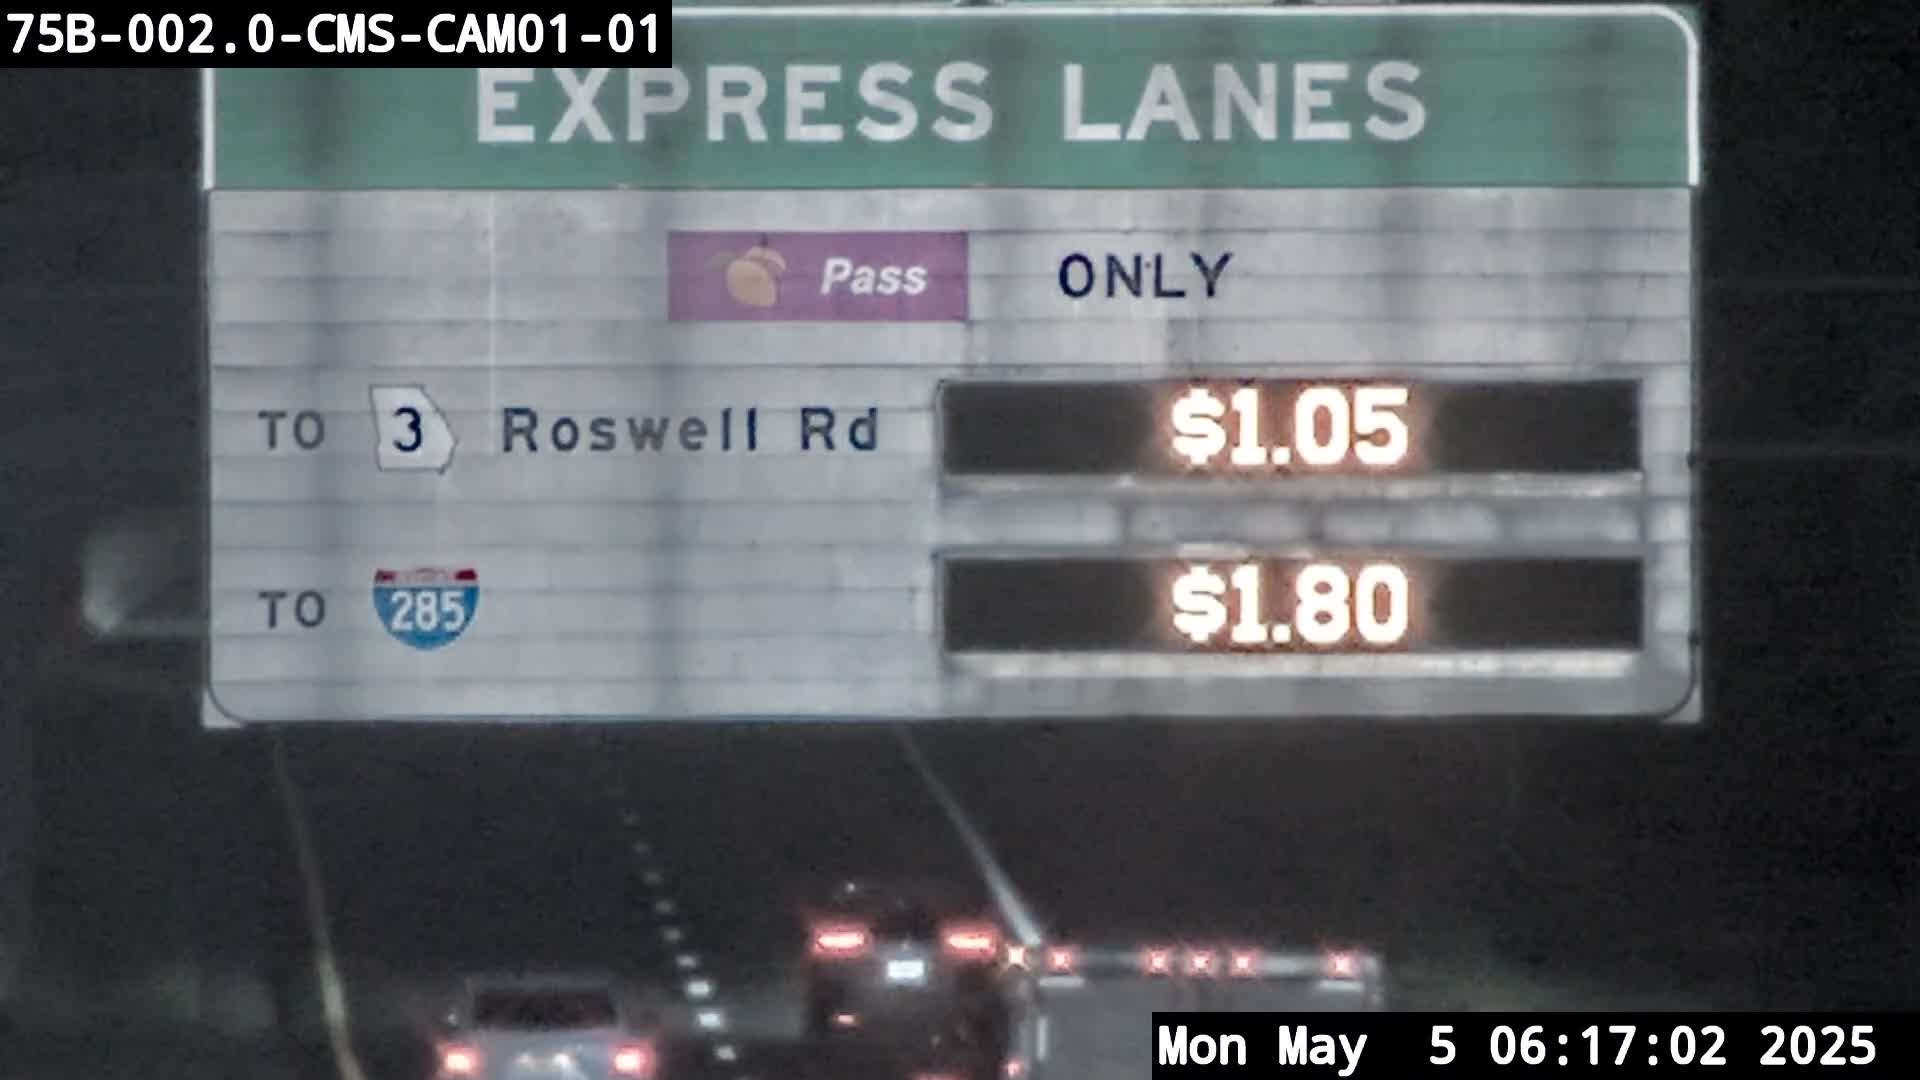 75B-002.0-CMS-CAM01-01
EXPRESS LANES
Pass ONLY
TO 3 Roswell Rd $1.05
TO 285 $1.80
Mon May 5 06:17:02 2025